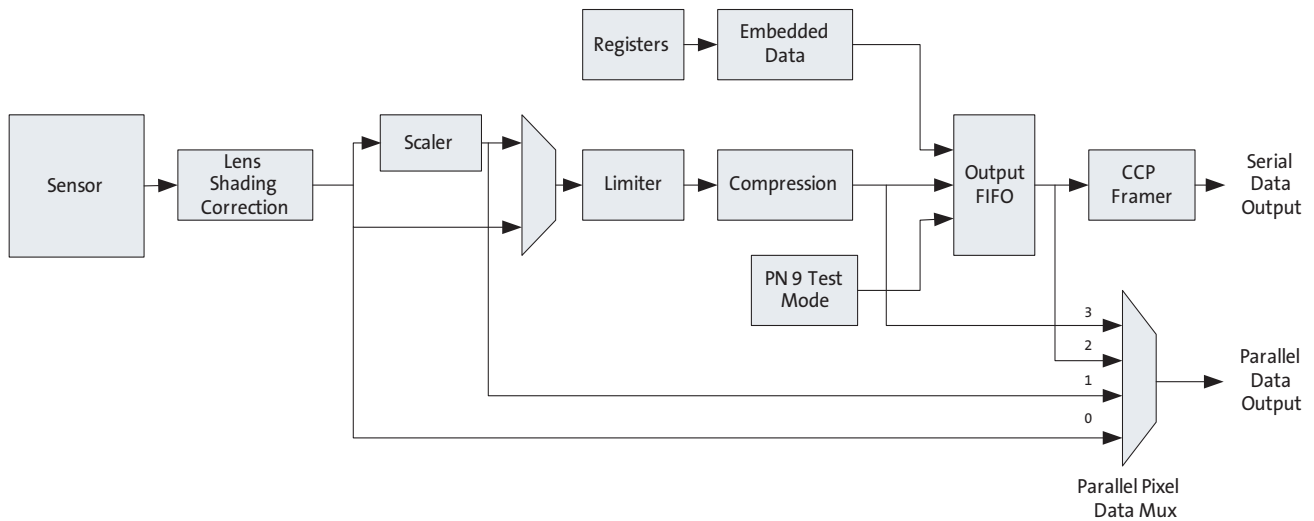 Registers
Embedded
Data
Sensor
Lens
Shading
Correction
Scaler
Limiter
Compression
Output
FIFO
CCP
Framer
Serial
Data
Output
PN 9 Test
Mode
3
2
1
0
Parallel
Data
Output
Parallel Pixel
Data Mux